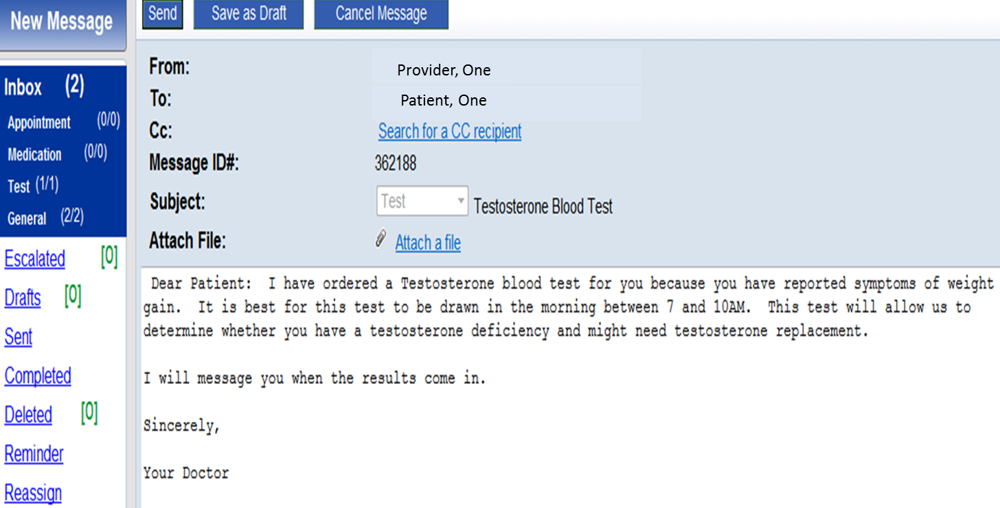 New Message
Inbox (2)
Appointment (0/0)
Medication (0/0)
Test (1/1)
General (2/2)
Escalated [0]
Drafts [0]
Sent
Completed
Deleted [0]
Reminder
Reassign
Send Save as Draft Cancel Message
From: Provider, One
To: Patient, One
Cc: Search for a CC recipient
Message ID#: 362188
Subject: Test Testosterone Blood Test
Attach File: Attach a file
Dear Patient: I have ordered a Testosterone blood test for you because you have reported symptoms of weight
gain. It is best for this test to be drawn in the morning between 7 and 10AM. This test will allow us to
determine whether you have a testosterone deficiency and might need testosterone replacement.
I will message you when the results come in.
Sincerely,
Your Doctor